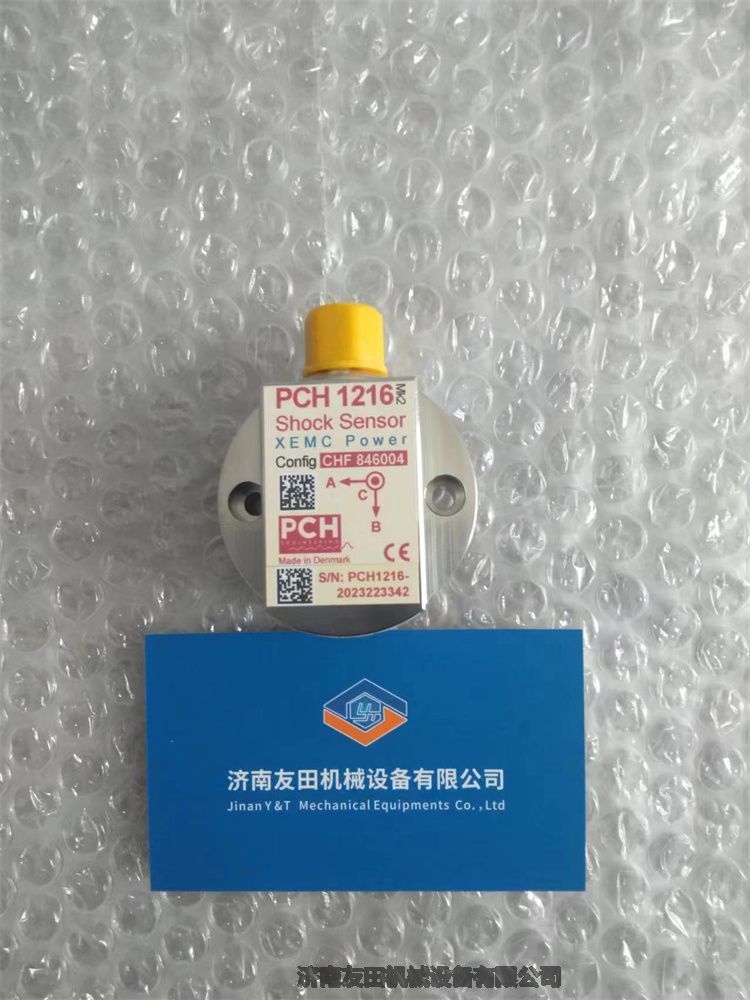 PCH 1216 Mk2
Shock Sensor
XEMC Power
Config CHF 846004
A
C
B
PCH
ENGINEERING
Made in Denmark
CE
S/N: PCH1216-
2023223342
YT
济南友田机械设备有限公司
Jinan Y&T Mechanical Equipments Co.,Ltd
济南友田机械设备有限公司